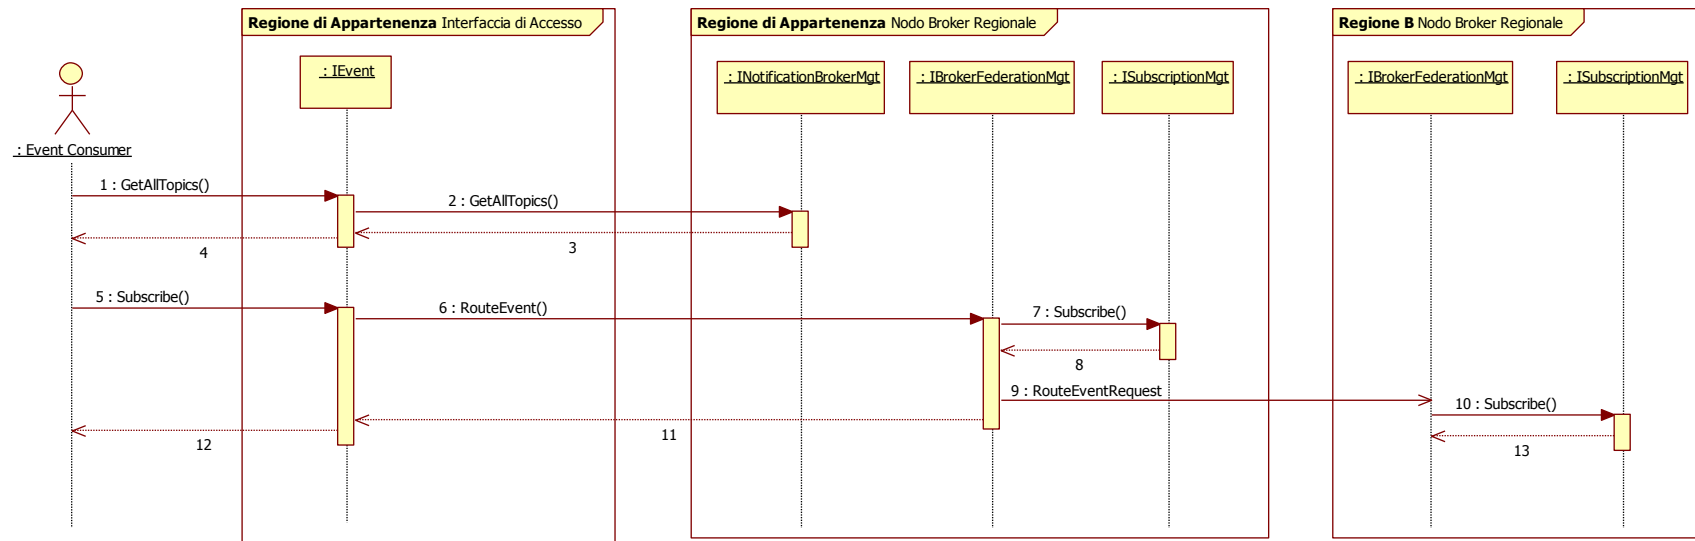 Regione di Appartenenza Interfaccia di Accesso
Regione di Appartenenza Nodo Broker Regionale
Regione B Nodo Broker Regionale
: IEvent
: INotificationBrokerMgt
: IBrokerFederationMgt
: ISubscriptionMgt
: IBrokerFederationMgt
: ISubscriptionMgt
: Event Consumer
1 : GetAllTopics()
2 : GetAllTopics()
3
4
5 : Subscribe()
6 : RouteEvent()
7 : Subscribe()
8
9 : RouteEventRequest
10 : Subscribe()
11
12
13